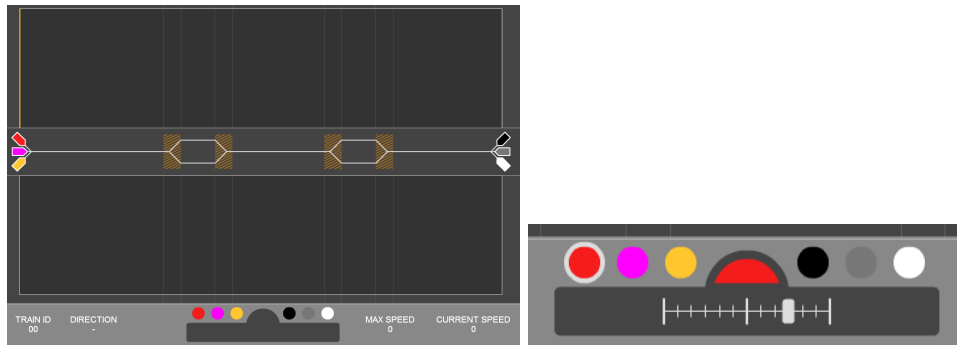 TRAIN ID
00
DIRECTION
-
MAX SPEED
0
CURRENT SPEED
0